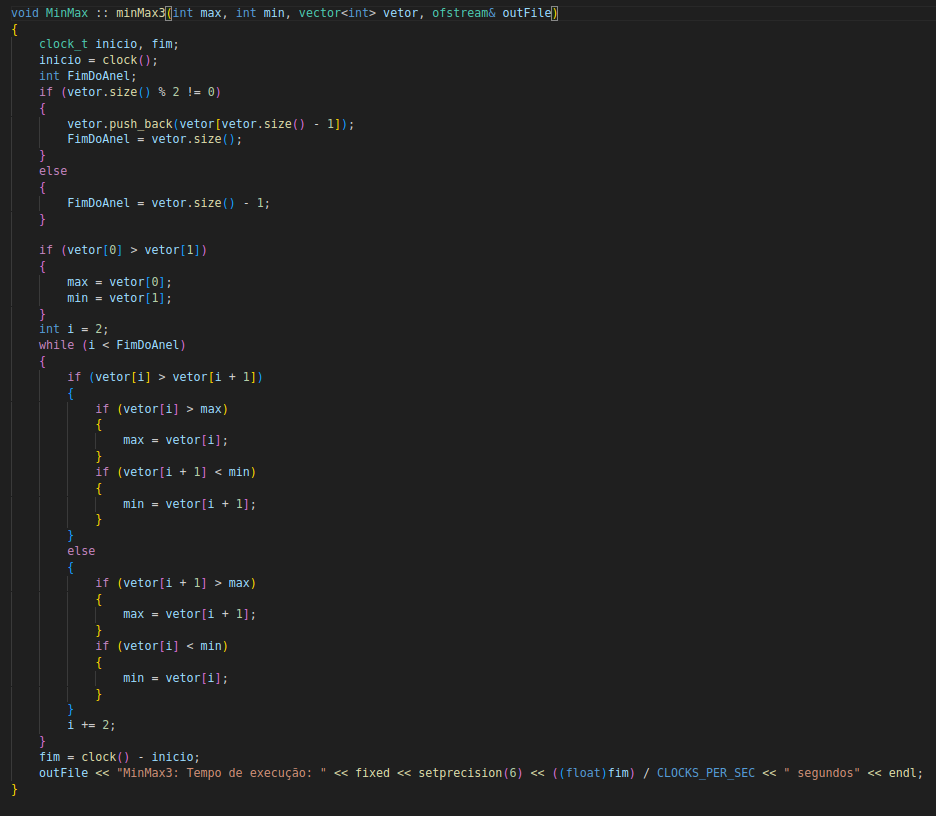 void MinMax :: minMax3(int max, int min, vector<int> vetor, ofstream& outFile)
{
    clock_t inicio, fim;
    inicio = clock();
    int FimDoAnel;
    if (vetor.size() % 2 != 0)
    {
        vetor.push_back(vetor[vetor.size() - 1]);
        FimDoAnel = vetor.size();
    }
    else
    {
        FimDoAnel = vetor.size() - 1;
    }

    if (vetor[0] > vetor[1])
    {
        max = vetor[0];
        min = vetor[1];
    }
    int i = 2;
    while (i < FimDoAnel)
    {
        if (vetor[i] > vetor[i + 1])
        {
            if (vetor[i] > max)
            {
                max = vetor[i];
            }
            if (vetor[i + 1] < min)
            {
                min = vetor[i + 1];
            }
        }
        else
        {
            if (vetor[i + 1] > max)
            {
                max = vetor[i + 1];
            }
            if (vetor[i] < min)
            {
                min = vetor[i];
            }
        }
        i += 2;
    }
    fim = clock() - inicio;
    outFile << "MinMax3: Tempo de execução: " << fixed << setprecision(6) << ((float)fim) / CLOCKS_PER_SEC << " segundos" << endl;
}